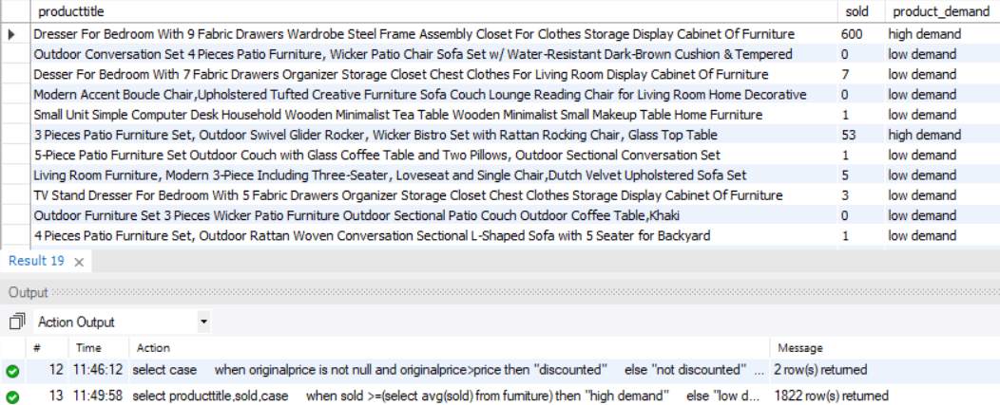 producttitle sold product_demand
Dresser For Bedroom With 9 Fabric Drawers Wardrobe Steel Frame Assembly Closet For Clothes Storage Display Cabinet Of Furniture 600 high demand
Outdoor Conversation Set 4 Pieces Patio Furniture, Wicker Patio Chair Sofa Set w/ Water-Resistant Dark-Brown Cushion & Tempered 0 low demand
Desser For Bedroom With 7 Fabric Drawers Organizer Storage Closet Chest Clothes For Living Room Display Cabinet Of Furniture 7 low demand
Modern Accent Boucle Chair,Upholstered Tufted Creative Furniture Sofa Couch Lounge Reading Chair for Living Room Home Decorative 0 low demand
Small Unit Simple Computer Desk Household Wooden Minimalist Tea Table Wooden Minimalist Small Makeup Table Home Furniture 1 low demand
3 Pieces Patio Furniture Set, Outdoor Swivel Glider Rocker, Wicker Bistro Set with Rattan Rocking Chair, Glass Top Table 53 high demand
5-Piece Patio Furniture Set Outdoor Couch with Glass Coffee Table and Two Pillows, Outdoor Sectional Conversation Set 1 low demand
Living Room Furniture, Modern 3-Piece Including Three-Seater, Loveseat and Single Chair,Dutch Velvet Upholstered Sofa Set 5 low demand
TV Stand Dresser For Bedroom With 5 Fabric Drawers Organizer Storage Closet Chest Clothes Storage Display Cabinet Of Furniture 3 low demand
Outdoor Furniture Set 3 Pieces Wicker Patio Furniture Outdoor Sectional Patio Couch Outdoor Coffee Table,Khaki 0 low demand
4 Pieces Patio Furniture Set, Outdoor Rattan Woven Conversation Sectional L-Shaped Sofa with 5 Seater for Backyard 1 low demand
Result 19
Output
Action Output
# Time Action Message
12 11:46:12 select case when originalprice is not null and originalprice>price then "discounted" else "not discounted" ... 2 row(s) returned
13 11:49:58 select producttitle,sold,case when sold >=(select avg(sold) from furniture) then "high demand" else "low d... 1822 row(s) returned